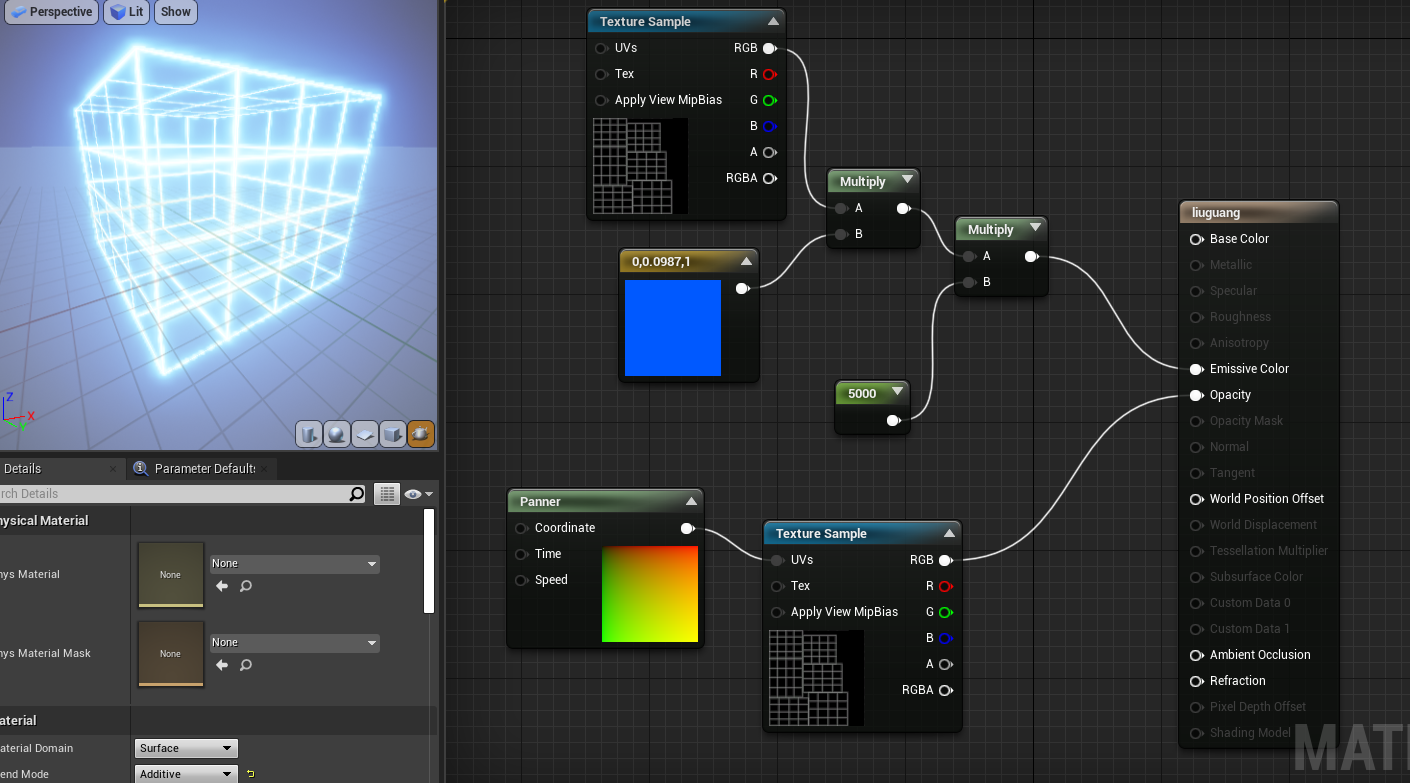 Perspective
Lit
Show
Z
X
Y
Details
Parameter Defaults
rch Details
hysical Material
hys Material
None
None
hys Material Mask
None
None
aterial
aterial Domain
Surface
end Mode
Additive
Texture Sample
UVs RGB
Tex R
Apply View MipBias G
B
A
RGBA
0,0.0987,1
Multiply
A
B
Multiply
A
B
5000
Panner
Coordinate
Time
Speed
Texture Sample
UVs RGB
Tex R
Apply View MipBias G
B
A
RGBA
liuguang
Base Color
Metallic
Specular
Roughness
Anisotropy
Emissive Color
Opacity
Opacity Mask
Normal
Tangent
World Position Offset
World Displacement
Tessellation Multiplier
Subsurface Color
Custom Data 0
Custom Data 1
Ambient Occlusion
Refraction
Pixel Depth Offset
Shading Model
MAT